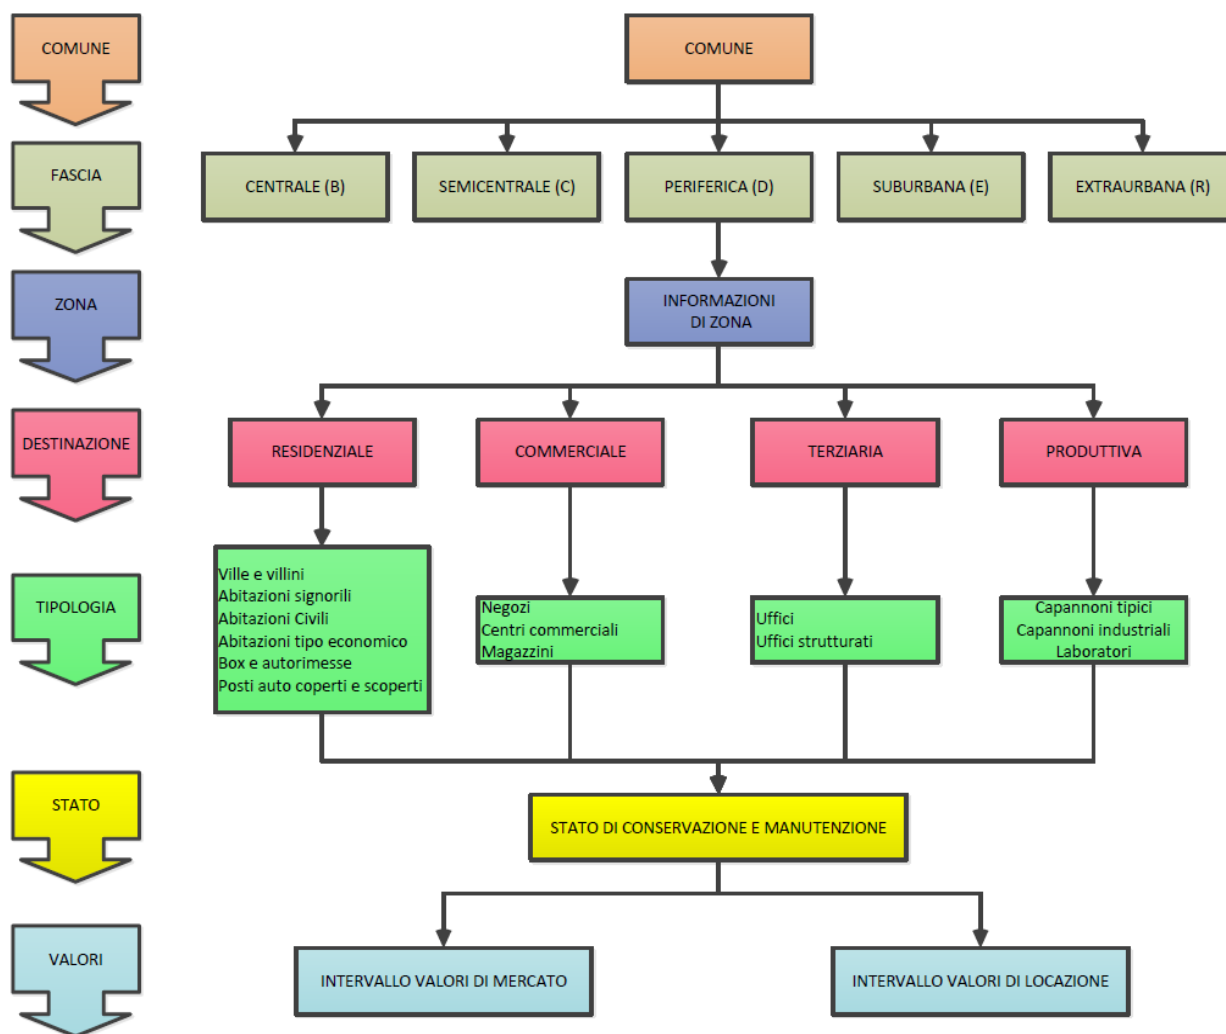 COMUNE
COMUNE
FASCIA
CENTRALE (B)
SEMICENTRALE (C)
PERIFERICA (D)
SUBURBANA (E)
EXTRAURBANA (R)
ZONA
INFORMAZIONI
DI ZONA
DESTINAZIONE
RESIDENZIALE
COMMERCIALE
TERZIARIA
PRODUTTIVA
TIPOLOGIA
Ville e villini
Abitazioni signorili
Abitazioni Civili
Abitazioni tipo economico
Box e autorimesse
Posti auto coperti e scoperti
Negozi
Centri commerciali
Magazzini
Uffici
Uffici strutturati
Capannoni tipici
Capannoni industriali
Laboratori
STATO
STATO DI CONSERVAZIONE E MANUTENZIONE
VALORI
INTERVALLO VALORI DI MERCATO
INTERVALLO VALORI DI LOCAZIONE